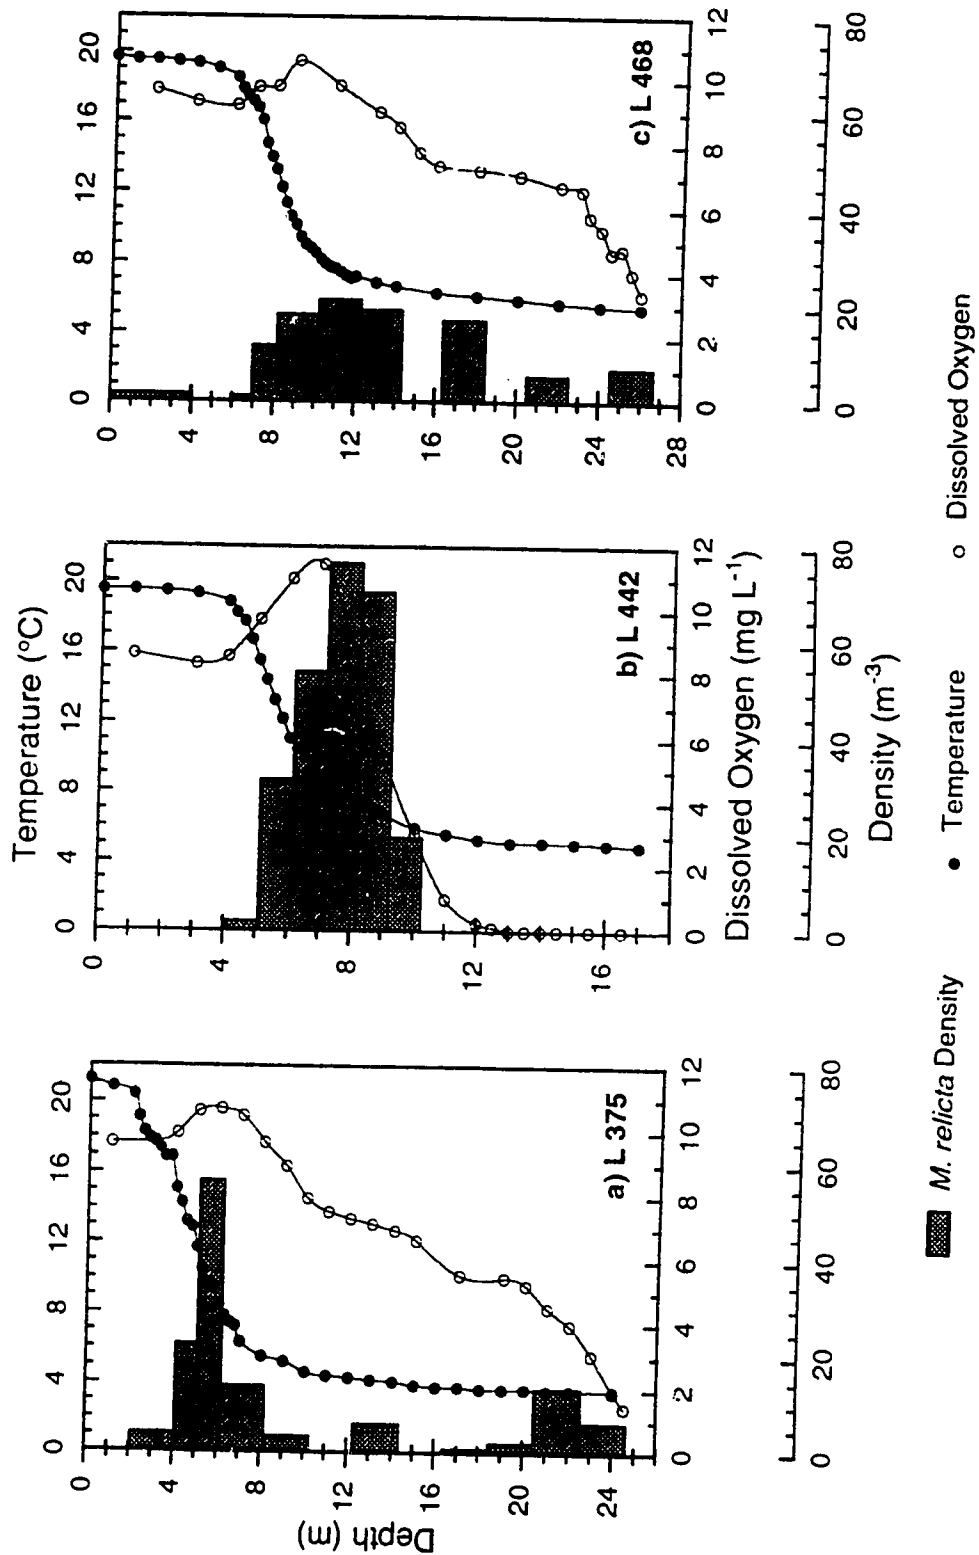 Temperature (°C)
0 4 8 12 16 20
0 4 8 12 16 20
0 4 8 12 16 20
Depth (m)
0
4
8
12
16
20
24
0
4
8
12
16
0
4
8
12
16
20
24
28
a) L 375
b) L 442
c) L 468
0 2 4 6 8 10 12
0 2 4 6 8 10 12
0 2 4 6 8 10 12
Dissolved Oxygen (mg L⁻¹)
0 20 40 60 80
0 20 40 60 80
0 20 40 60 80
Density (m⁻³)
M. relicta Density
Temperature
Dissolved Oxygen